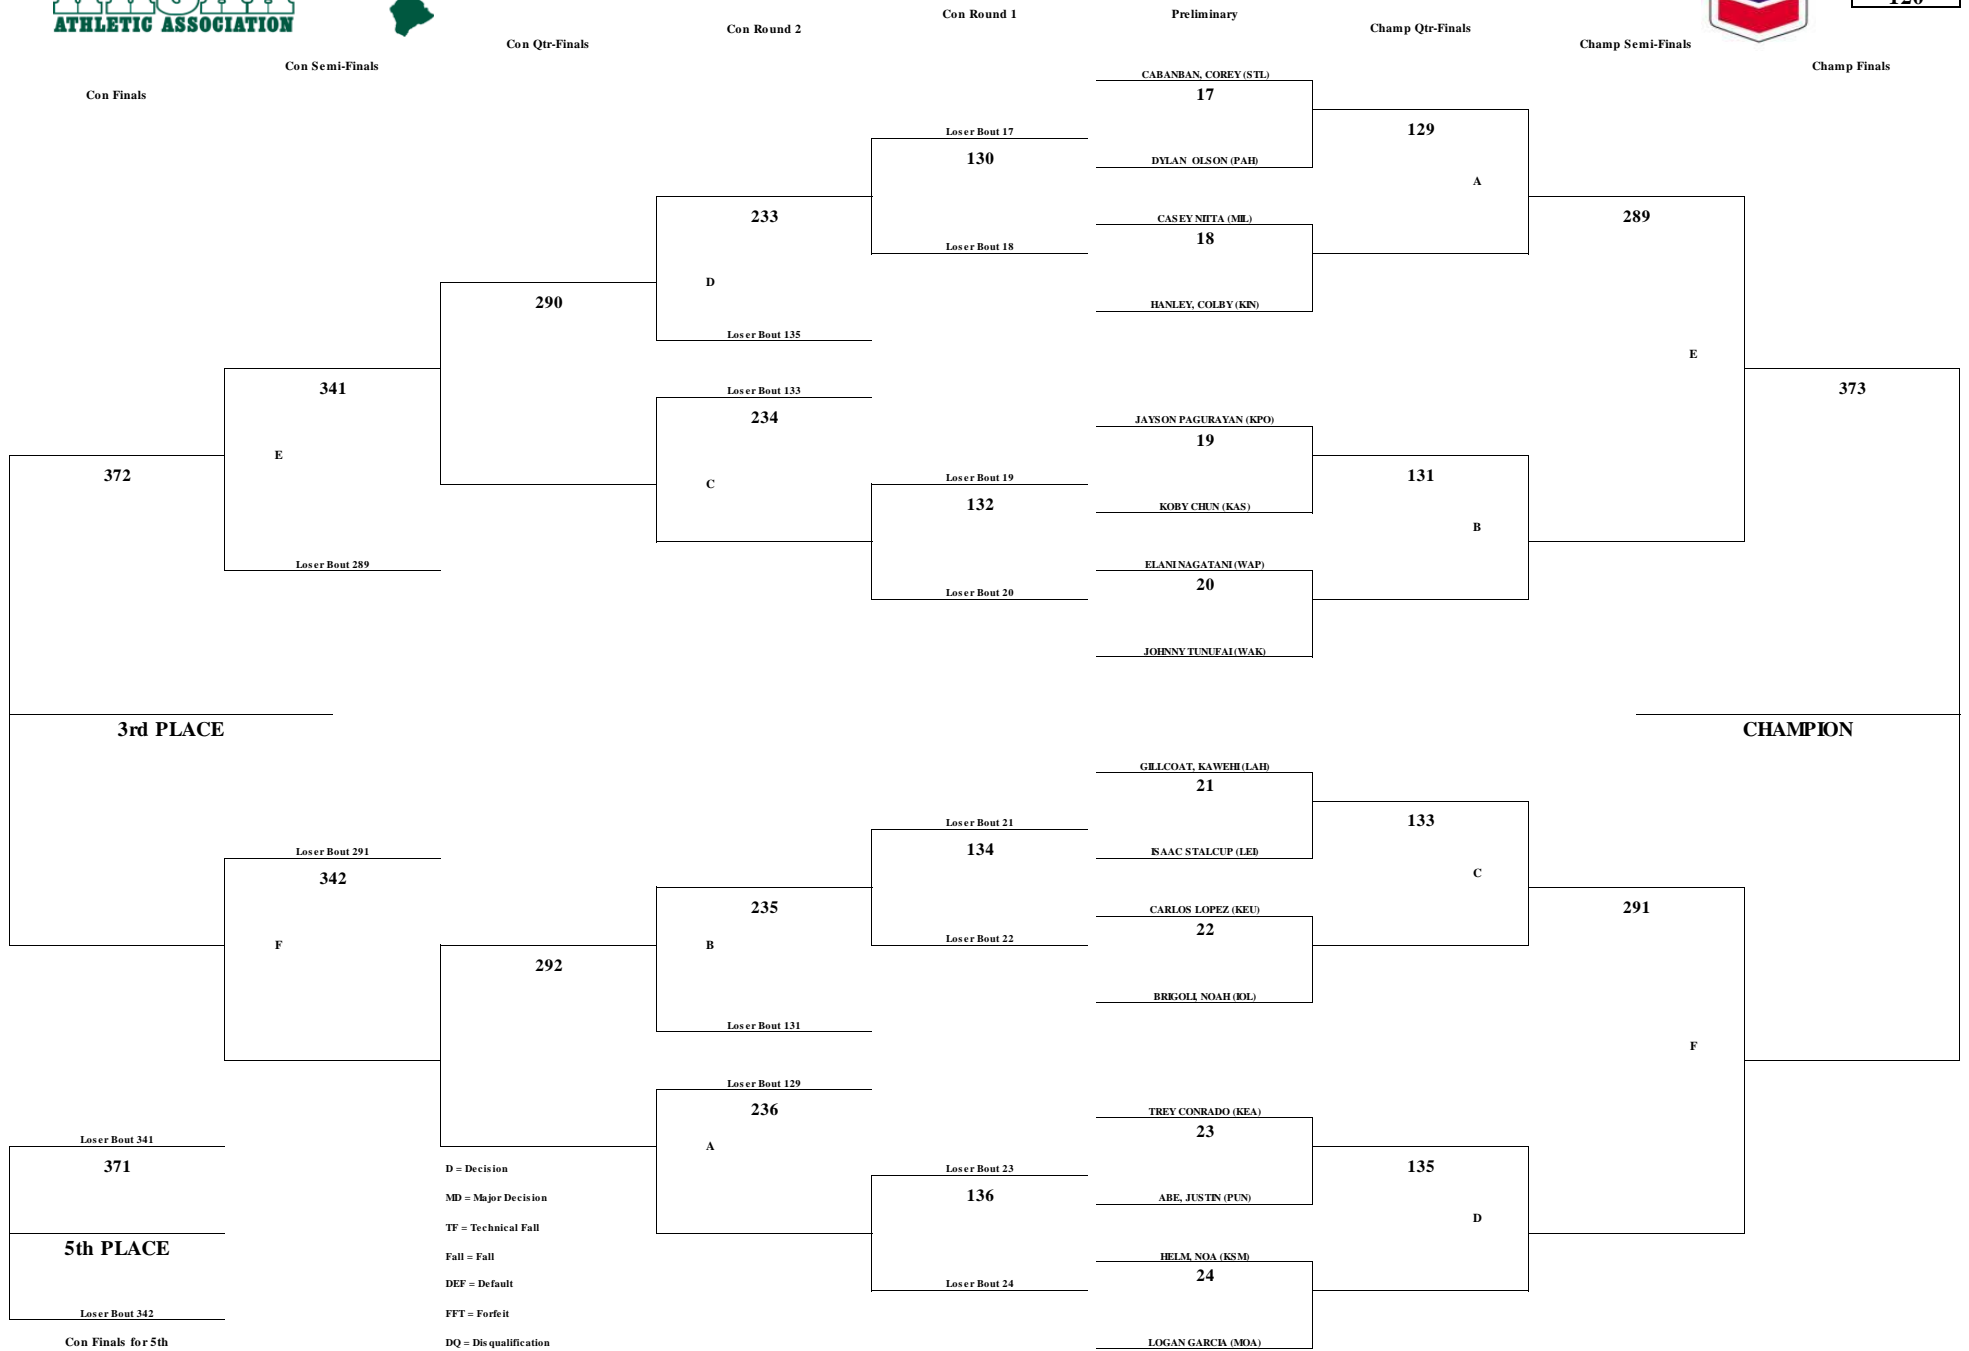 ATHLETIC ASSOCIATION
Con Finals
Con Semi-Finals
Con Qtr-Finals
Con Round 2
Con Round 1
Preliminary
Champ Qtr-Finals
Champ Semi-Finals
Champ Finals
CABANBAN, COREY (STL)
17
DYLAN OLSON (PAH)
CASEY NITTA (MIL)
18
HANLEY, COLBY (KIN)
JAYSON PAGURAYAN (KPO)
19
KOBY CHUN (KAS)
ELANI NAGATANI (WAP)
20
JOHNNY TUNUFAI (WAK)
GILLCOAT, KAWEHI (LAH)
21
ISAAC STALCUP (LEI)
CARLOS LOPEZ (KEU)
22
BRIGOLI, NOAH (IOL)
TREY CONRADO (KEA)
23
ABE, JUSTIN (PUN)
HELM, NOA (KSM)
24
LOGAN GARCIA (MOA)
129
A
131
B
133
C
135
D
289
E
291
F
373
CHAMPION
Loser Bout 17
130
Loser Bout 18
Loser Bout 19
132
Loser Bout 20
Loser Bout 21
134
Loser Bout 22
Loser Bout 23
136
Loser Bout 24
233
D
Loser Bout 135
Loser Bout 133
234
C
235
B
Loser Bout 131
Loser Bout 129
236
A
290
292
341
E
Loser Bout 289
Loser Bout 291
342
F
372
3rd PLACE
Loser Bout 341
371
5th PLACE
Loser Bout 342
Con Finals for 5th
D = Decision
MD = Major Decision
TF = Technical Fall
Fall = Fall
DEF = Default
FFT = Forfeit
DQ = Disqualification